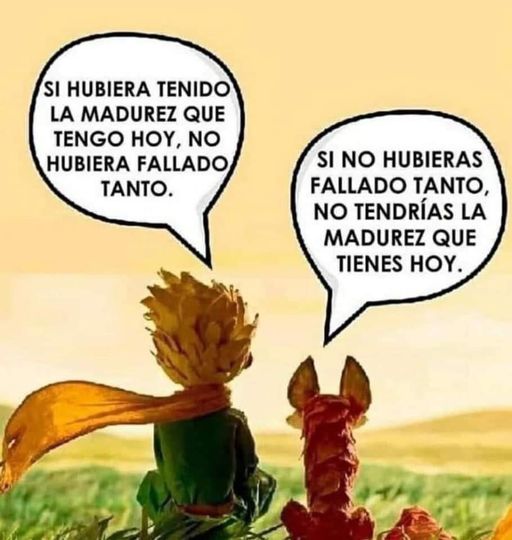 SI HUBIERA TENIDO
LA MADUREZ QUE
TENGO HOY, NO
HUBIERA FALLADO
TANTO.
SI NO HUBIERAS
FALLADO TANTO,
NO TENDRÍAS LA
MADUREZ QUE
TIENES HOY.